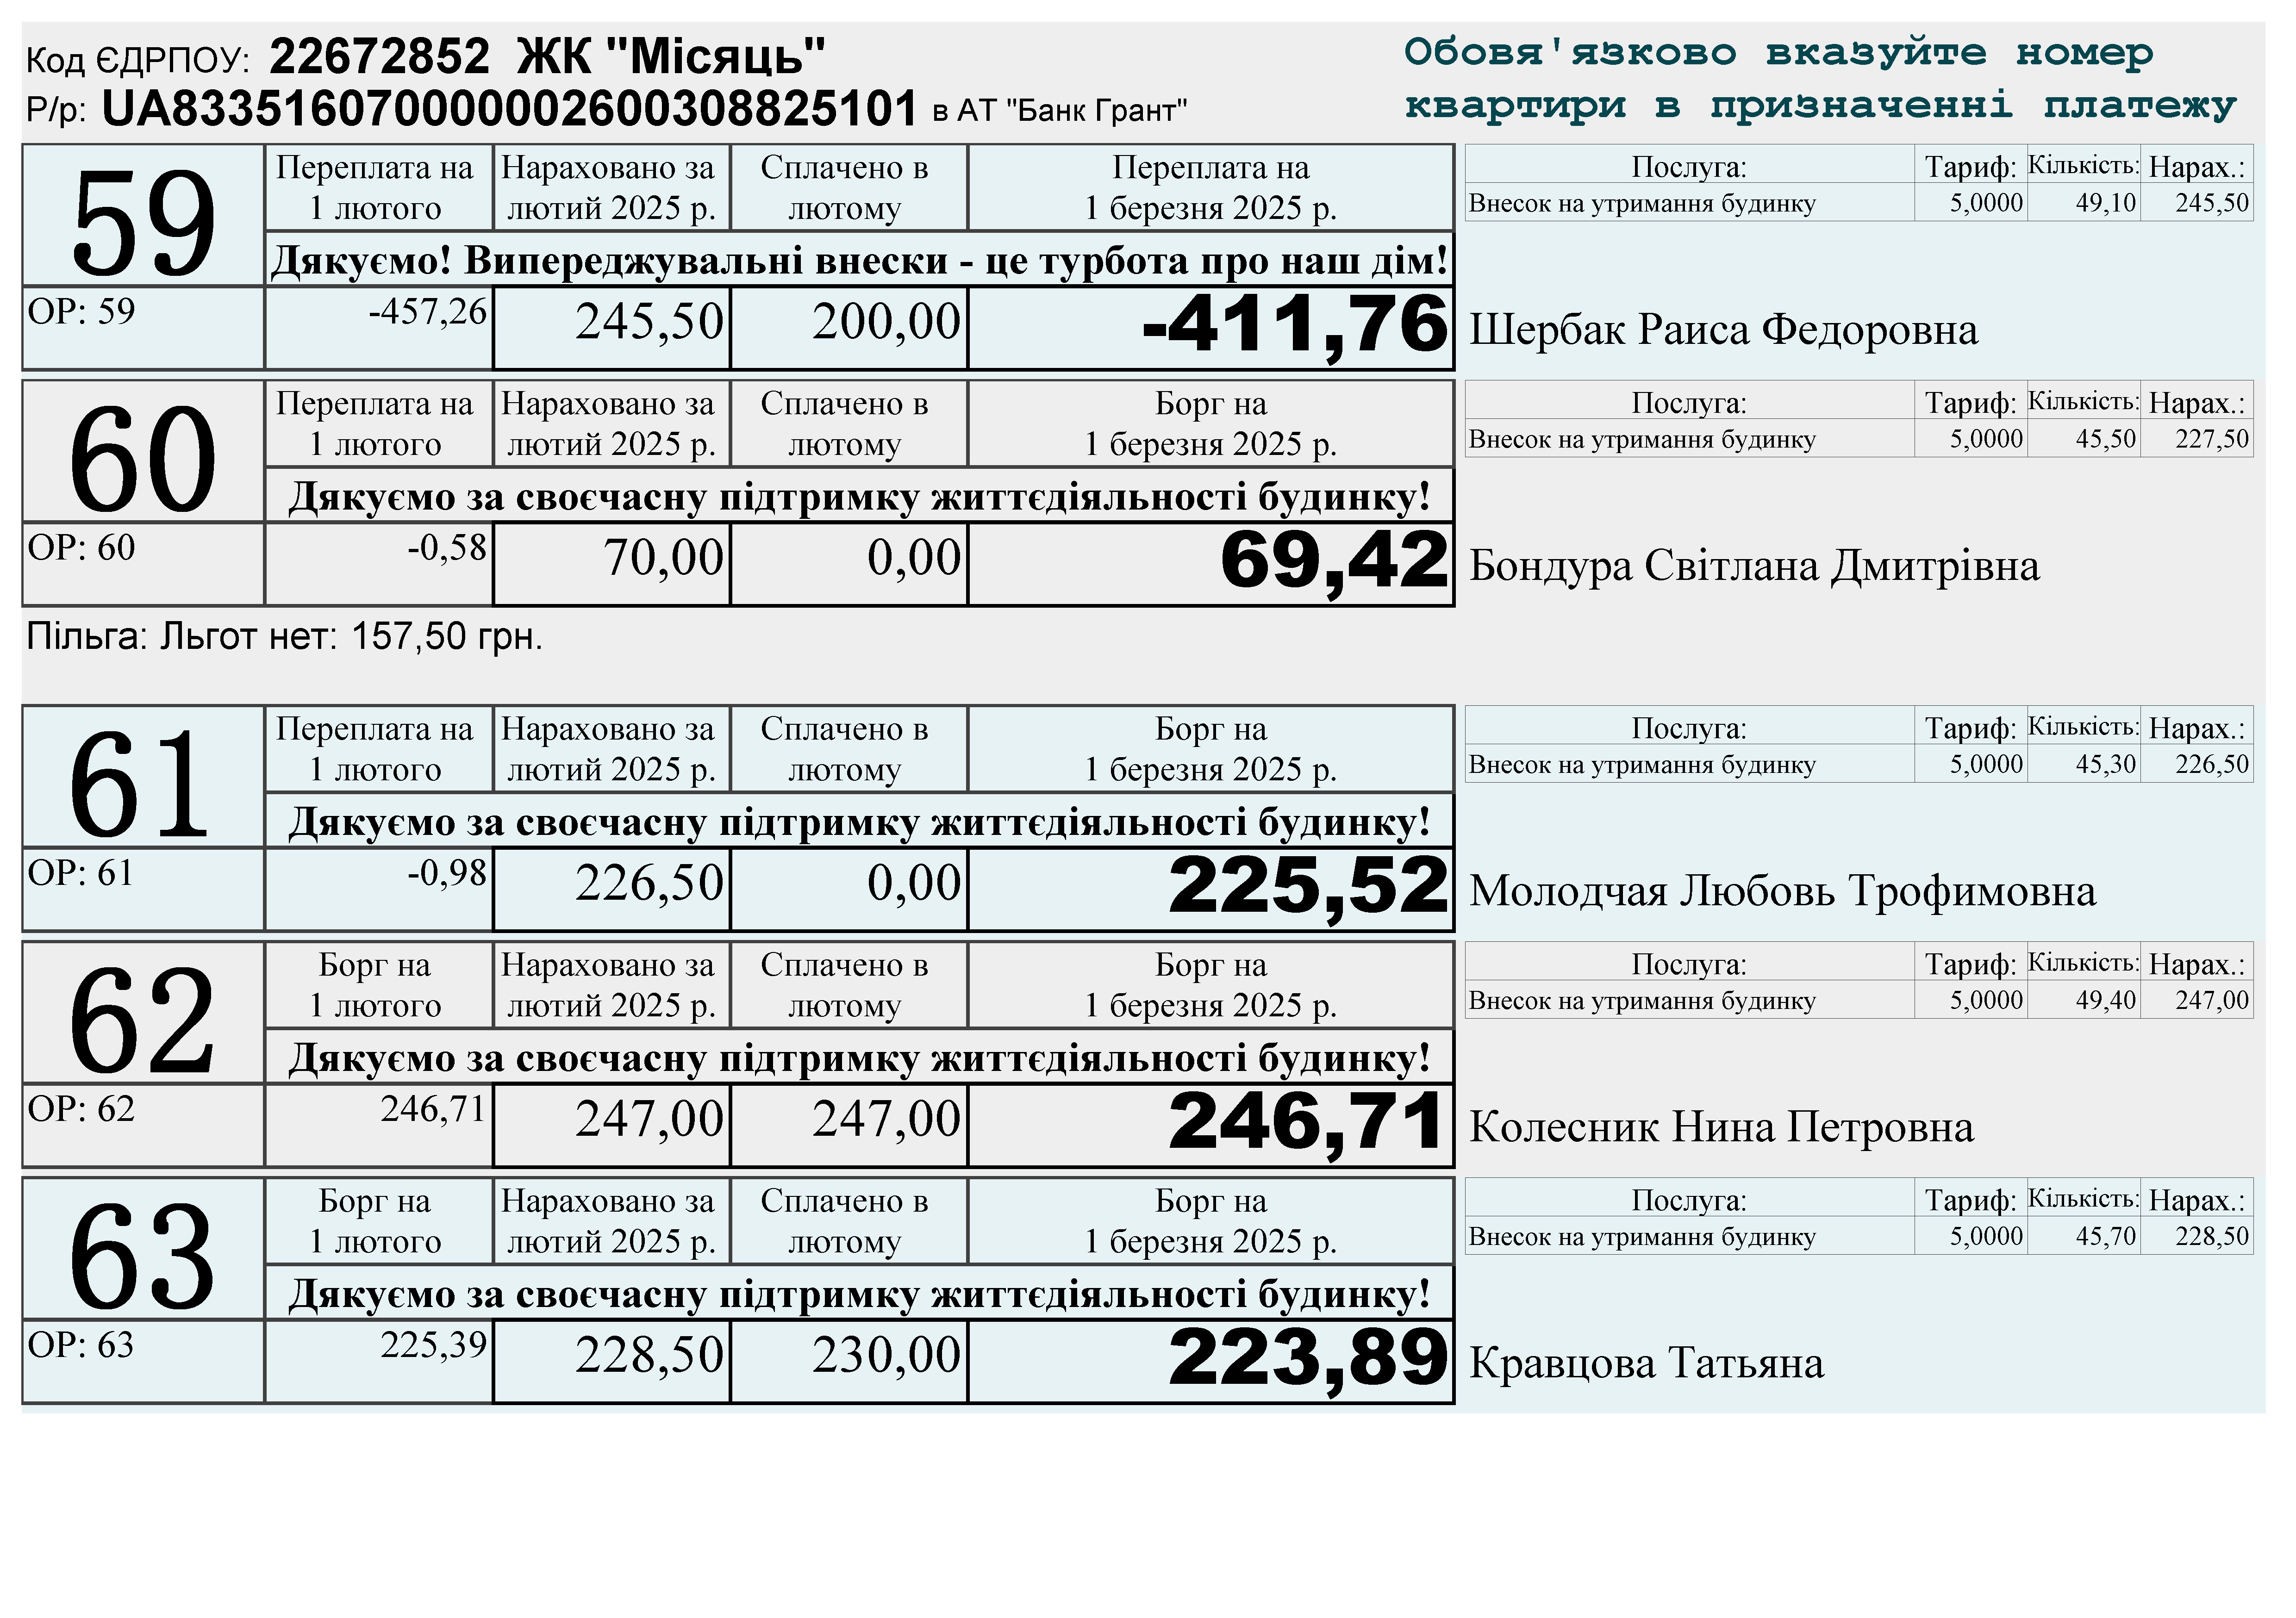 Код ЄДРПОУ: 22672852 ЖК "Місяць"
Р/р: UA833516070000002600308825101 в АТ "Банк Грант"
Обовя'язково вказуйте номер
квартири в призначенні платежу
59
Переплата на Нараховано за Сплачено в Переплата на
1 лютого лютий 2025 р. лютому 1 березня 2025 р.
Дякуємо! Випереджувальні внески - це турбота про наш дім!
ОР: 59 -457,26 245,50 200,00 -411,76
Послуга: Тариф: Кількість: Нарах.:
Внесок на утримання будинку 5,0000 49,10 245,50
Шербак Раиса Федоровна
60
Переплата на Нараховано за Сплачено в Борг на
1 лютого лютий 2025 р. лютому 1 березня 2025 р.
Дякуємо за своєчасну підтримку життєдіяльності будинку!
ОР: 60 -0,58 70,00 0,00 69,42
Послуга: Тариф: Кількість: Нарах.:
Внесок на утримання будинку 5,0000 45,50 227,50
Бондура Світлана Дмитрівна
Пільга: Льгот нет: 157,50 грн.
61
Переплата на Нараховано за Сплачено в Борг на
1 лютого лютий 2025 р. лютому 1 березня 2025 р.
Дякуємо за своєчасну підтримку життєдіяльності будинку!
ОР: 61 -0,98 226,50 0,00 225,52
Послуга: Тариф: Кількість: Нарах.:
Внесок на утримання будинку 5,0000 45,30 226,50
Молодчая Любовь Трофимовна
62
Борг на Нараховано за Сплачено в Борг на
1 лютого лютий 2025 р. лютому 1 березня 2025 р.
Дякуємо за своєчасну підтримку життєдіяльності будинку!
ОР: 62 246,71 247,00 247,00 246,71
Послуга: Тариф: Кількість: Нарах.:
Внесок на утримання будинку 5,0000 49,40 247,00
Колесник Нина Петровна
63
Борг на Нараховано за Сплачено в Борг на
1 лютого лютий 2025 р. лютому 1 березня 2025 р.
Дякуємо за своєчасну підтримку життєдіяльності будинку!
ОР: 63 225,39 228,50 230,00 223,89
Послуга: Тариф: Кількість: Нарах.:
Внесок на утримання будинку 5,0000 45,70 228,50
Кравцова Татьяна